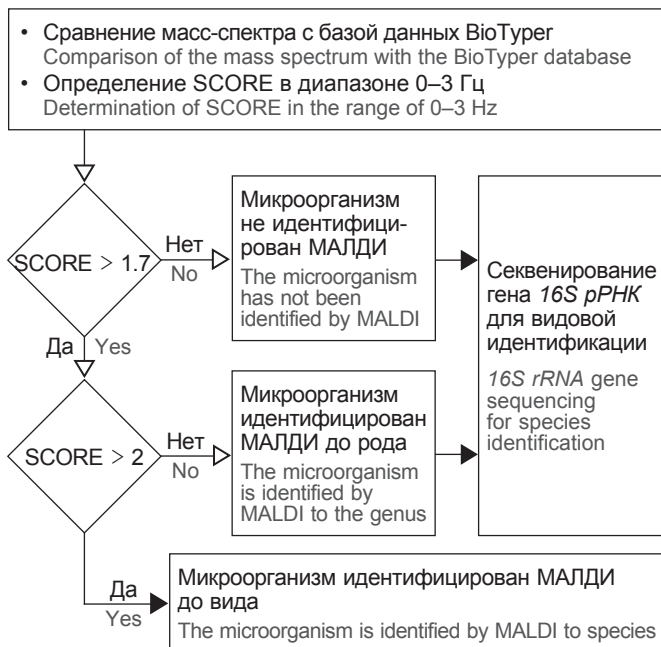 • Сравнение масс-спектра с базой данных BioTyper
Comparison of the mass spectrum with the BioTyper database
• Определение SCORE в диапазоне 0–3 Гц
Determination of SCORE in the range of 0–3 Hz
SCORE > 1.7
Нет
No
Микроорганизм
не идентифици-
рован МАЛДИ
The microorganism
has not been
identified by MALDI
Секвенирование
гена 16S рРНК
для видовой
идентификации
16S rRNA gene
sequencing
for species
identification
Да Yes
SCORE > 2
Нет
No
Микроорганизм
идентифицирован
МАЛДИ до рода
The microorganism
is identified by
MALDI to the genus
Да
Yes
Микроорганизм идентифицирован МАЛДИ
до вида
The microorganism is identified by MALDI to species